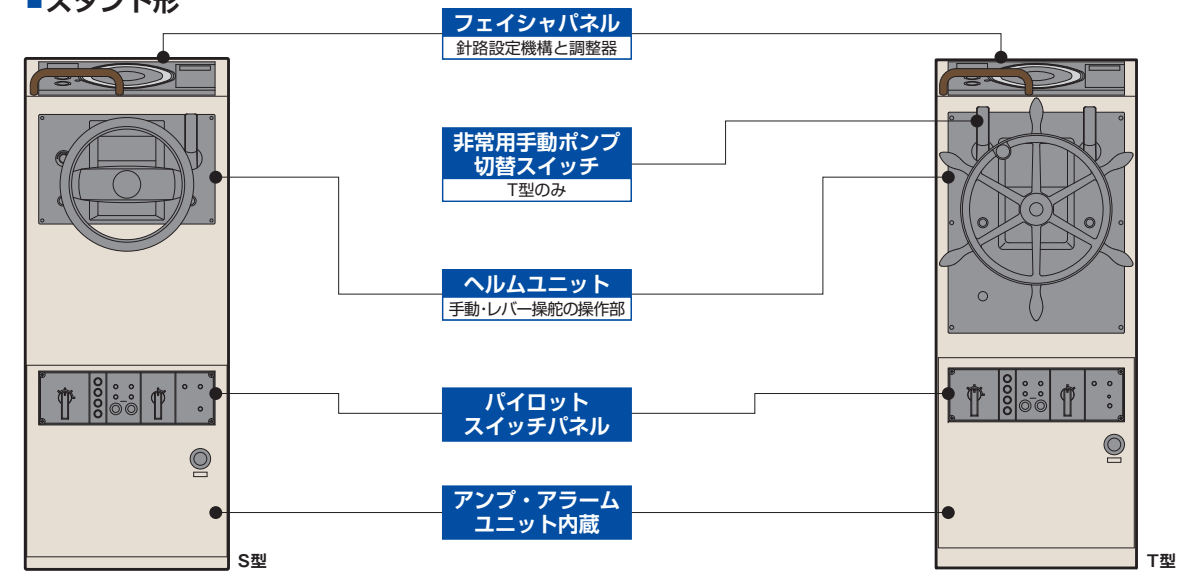 ■スタンド形
フェイシャパネル
針路設定機構と調整器
非常用手動ポンプ
切替スイッチ
T型のみ
ヘルムユニット
手動・レバー操舵の操作部
パイロット
スイッチパネル
アンプ・アラーム
ユニット内蔵
S型
T型